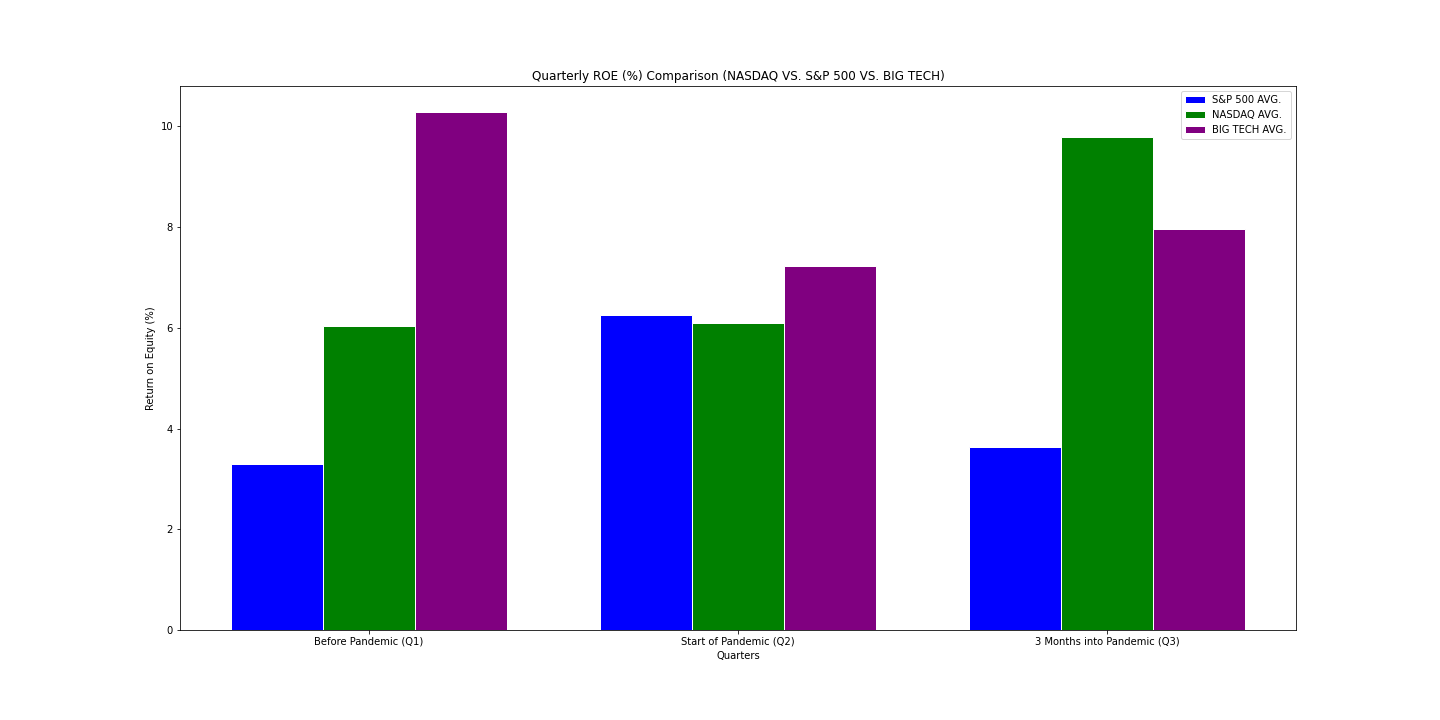 Quarterly ROE (%) Comparison (NASDAQ VS. S&P 500 VS. BIG TECH)
S&P 500 AVG.
NASDAQ AVG.
BIG TECH AVG.
10
8
6
4
2
0
Return on Equity (%)
Before Pandemic (Q1)
Start of Pandemic (Q2)
3 Months into Pandemic (Q3)
Quarters